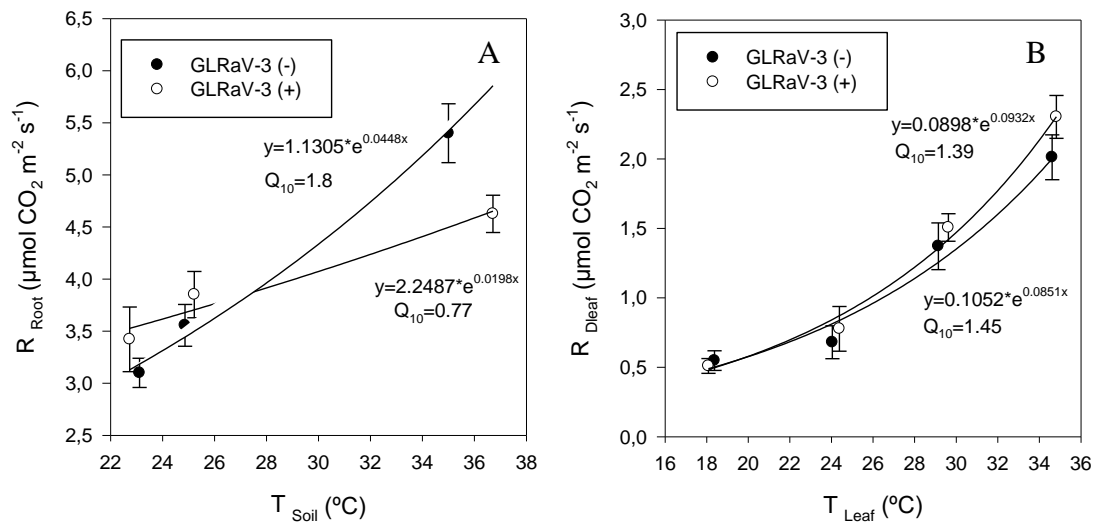 A
GLRaV-3 (-)
GLRaV-3 (+)
y=1.1305*e^0.0448x
Q10=1.8
y=2.2487*e^0.0198x
Q10=0.77
R Root (µmol CO2 m-2 s-1)
7,0
6,5
6,0
5,5
5,0
4,5
4,0
3,5
3,0
2,5
22 24 26 28 30 32 34 36 38
T Soil (ºC)
B
GLRaV-3 (-)
GLRaV-3 (+)
y=0.0898*e^0.0932x
Q10=1.39
y=0.1052*e^0.0851x
Q10=1.45
R Dleaf (µmol CO2 m-2 s-1)
3,0
2,5
2,0
1,5
1,0
0,5
0,0
16 18 20 22 24 26 28 30 32 34 36
T Leaf (ºC)